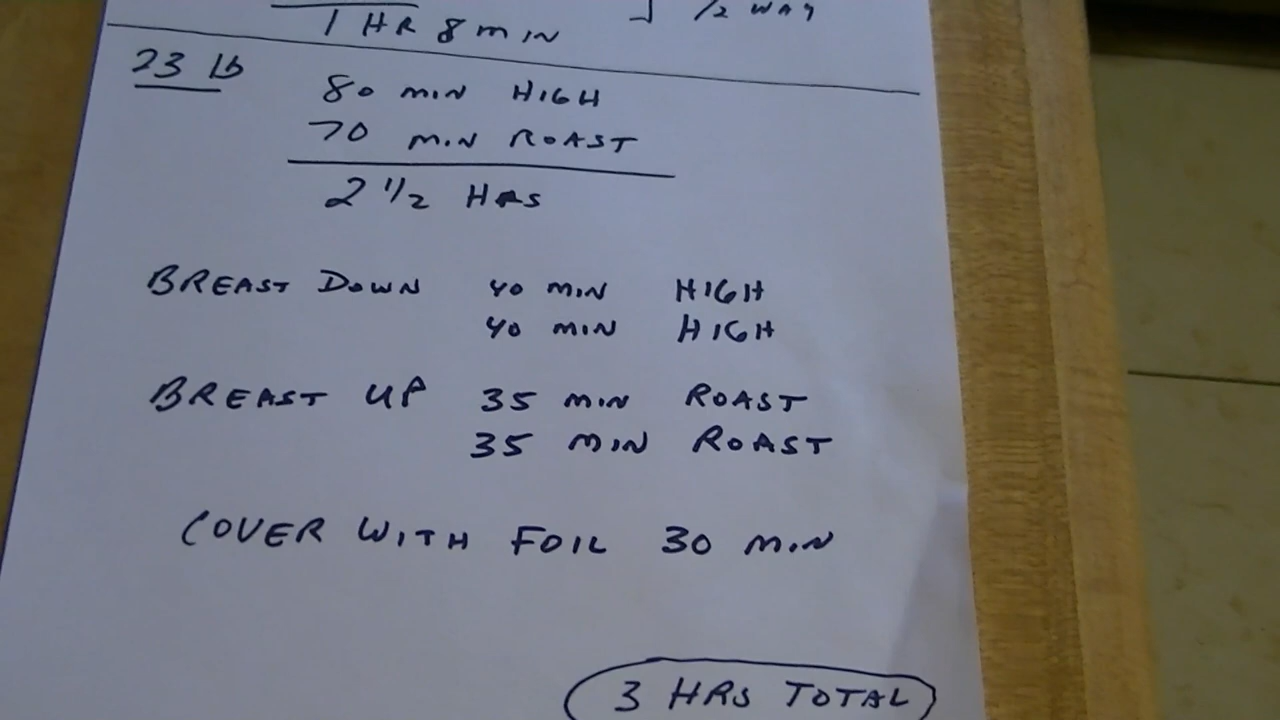 1 HR 8 MIN
1/2 WAY
23 lb
80 MIN HIGH
70 MIN ROAST
2 1/2 HRS
BREAST DOWN 40 MIN HIGH
40 MIN HIGH
BREAST UP 35 MIN ROAST
35 MIN ROAST
COVER WITH FOIL 30 MIN
3 HRS TOTAL